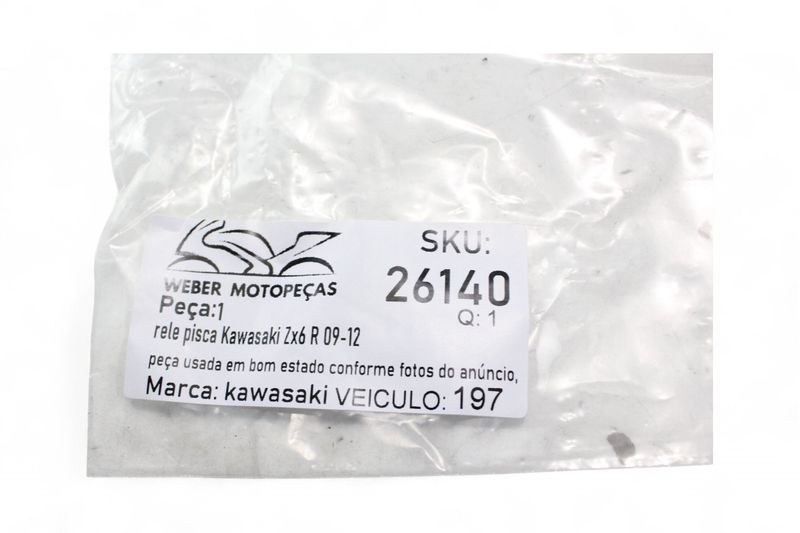 WEBER MOTOPEÇAS
SKU:
26140
Q: 1
Peça:1
rele pisca Kawasaki Zx6 R 09-12
peça usada em bom estado conforme fotos do anúncio,
Marca: kawasaki VEICULO: 197